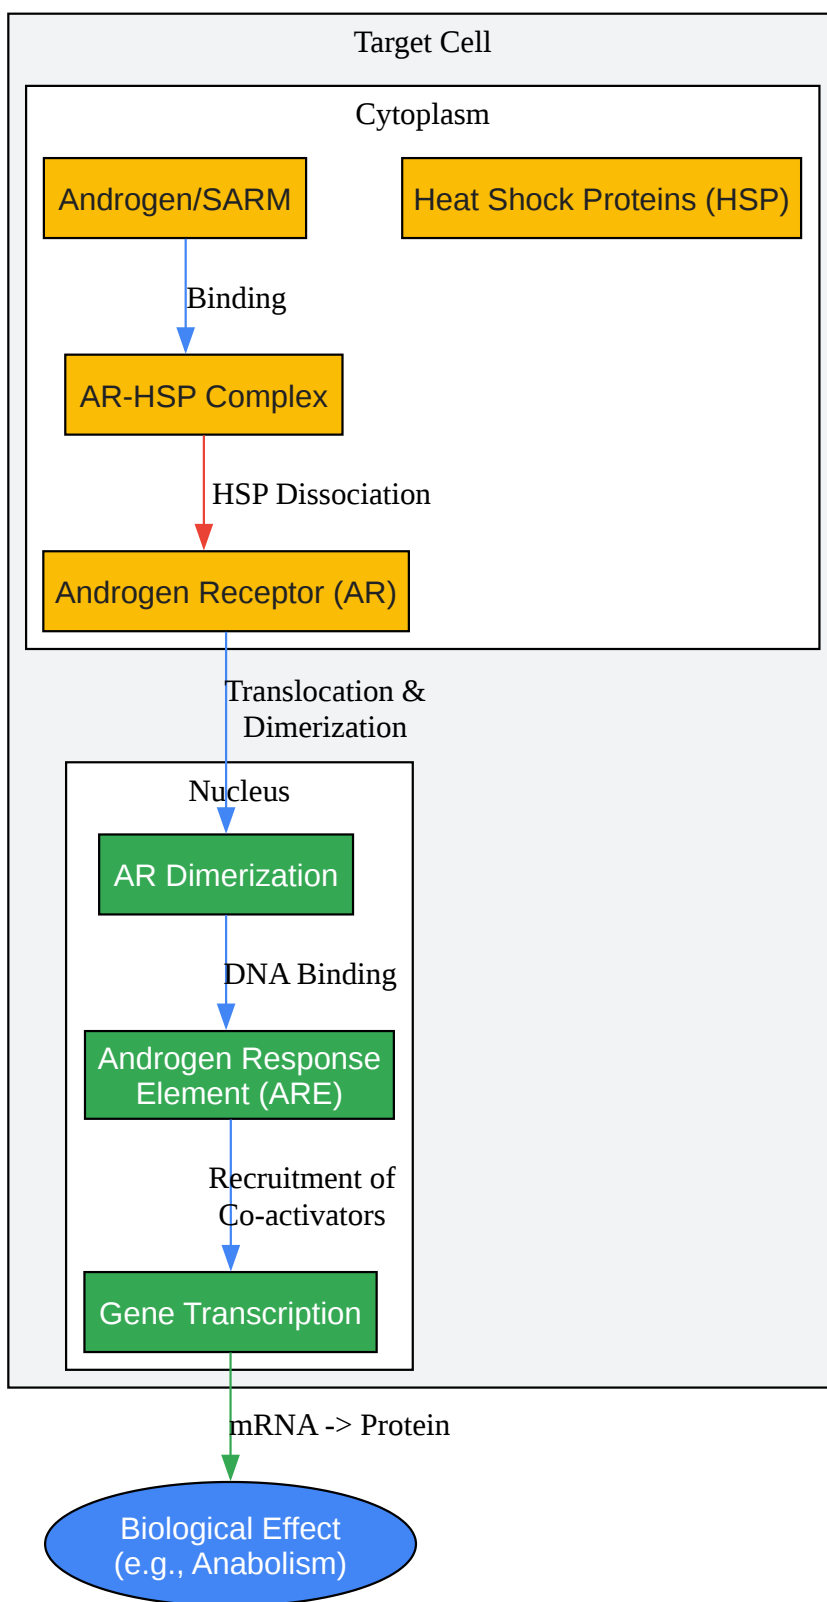 Target Cell
Cytoplasm
Androgen/SARM
Heat Shock Proteins (HSP)
Binding
AR-HSP Complex
HSP Dissociation
Androgen Receptor (AR)
Translocation &
Dimerization
Nucleus
AR Dimerization
DNA Binding
Androgen Response
Element (ARE)
Recruitment of
Co-activators
Gene Transcription
mRNA -> Protein
Biological Effect
(e.g., Anabolism)